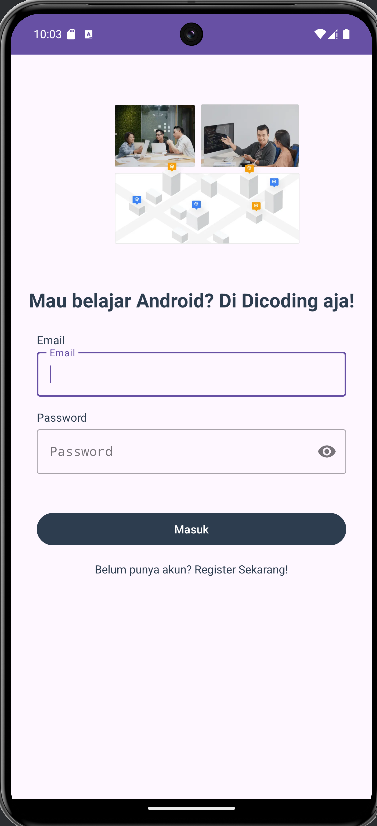 10:03
Mau belajar Android? Di Dicoding aja!
Email
Email
Password
Password
Masuk
Belum punya akun? Register Sekarang!